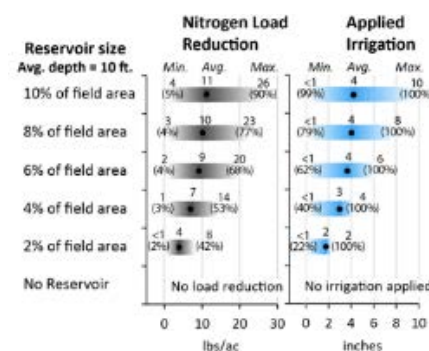 Nitrogen Load Reduction
Applied Irrigation
Reservoir size
Avg. depth = 10 ft.
Min. Avg. Max.
Min. Avg. Max.
10% of field area
4 (5%) 11 26 (90%)
<1 (99%) 4 10 (100%)
8% of field area
3 (4%) 10 23 (77%)
<1 (79%) 4 8 (100%)
6% of field area
2 (4%) 9 20 (68%)
<1 (62%) 4 6 (100%)
4% of field area
1 (3%) 7 14 (53%)
<1 (40%) 3 4 (100%)
2% of field area
<1 (2%) 4 8 (42%)
<1 (22%) 2 2 (100%)
No Reservoir
No load reduction
No irrigation applied
0 10 20 30
0 2 4 6 8 10
lbs/ac
inches